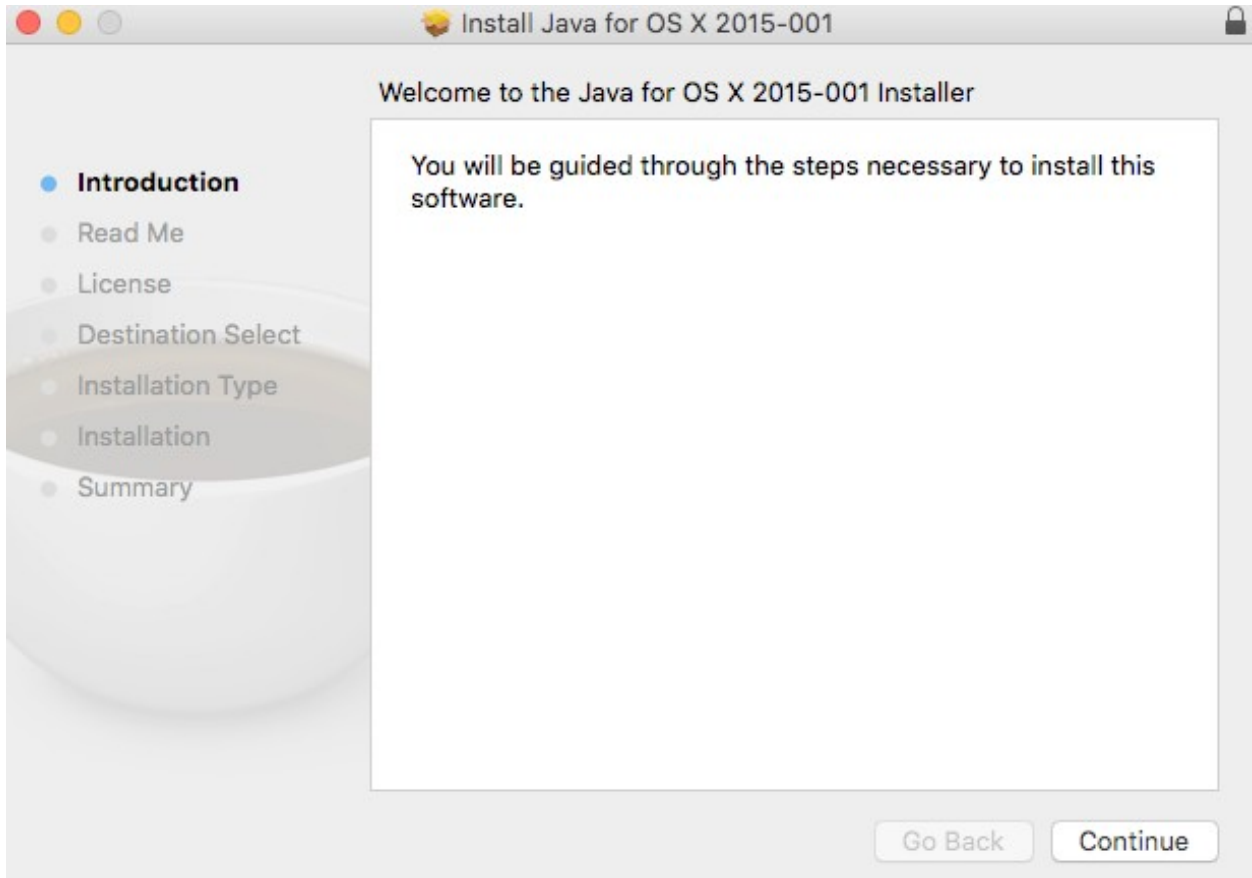 Install Java for OS X 2015-001
Welcome to the Java for OS X 2015-001 Installer
Introduction
Read Me
License
Destination Select
Installation Type
Installation
Summary
You will be guided through the steps necessary to install this
software.
Go Back
Continue